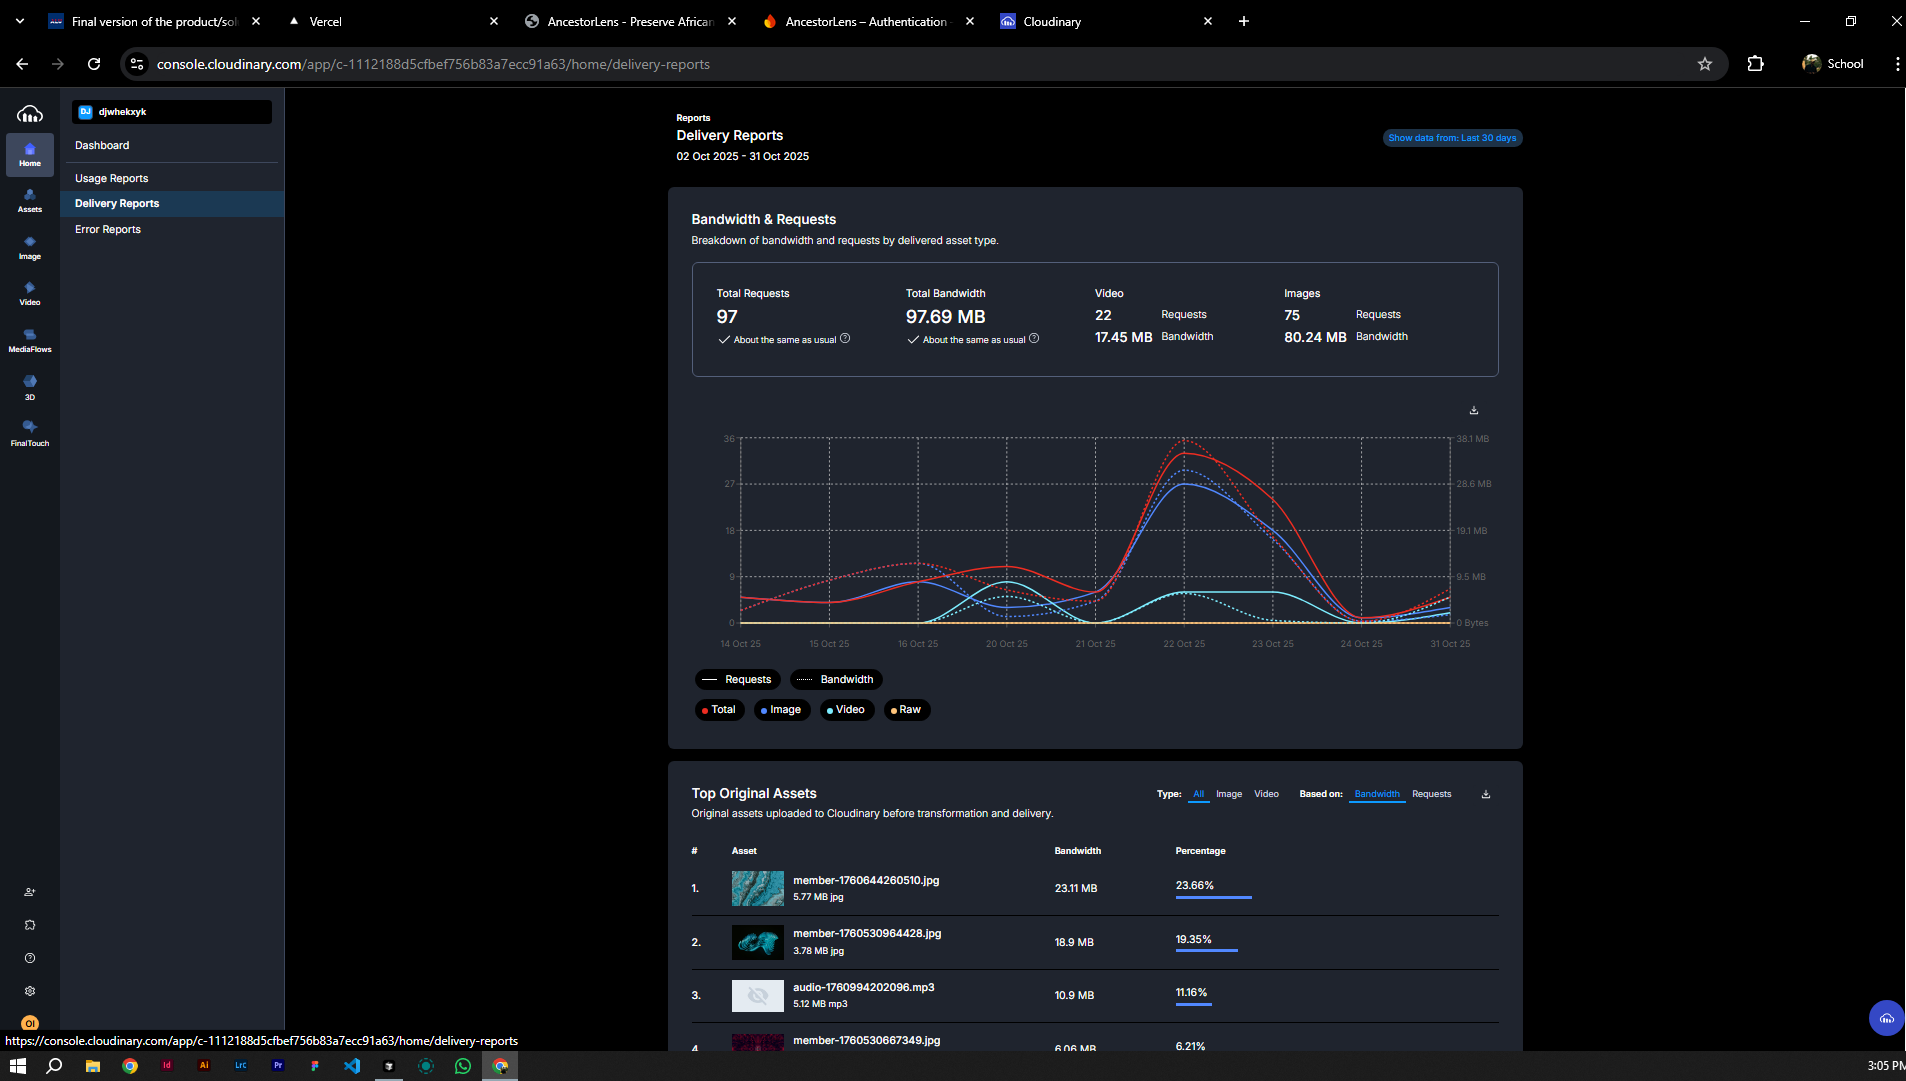 Final version of the product/sol
Vercel
AncestorLens - Preserve African
AncestorLens – Authentication
Cloudinary
console.cloudinary.com/app/c-1112188d5cfbef756b83a7ecc91a63/home/delivery-reports
School
DJ djwhekxyk
Dashboard
Usage Reports
Delivery Reports
Error Reports
Home
Assets
Image
Video
MediaFlows
3D
FinalTouch
OI
Reports
Delivery Reports
02 Oct 2025 - 31 Oct 2025
Show data from: Last 30 days
Bandwidth & Requests
Breakdown of bandwidth and requests by delivered asset type.
Total Requests
97
About the same as usual
Total Bandwidth
97.69 MB
About the same as usual
Video
22 Requests
17.45 MB Bandwidth
Images
75 Requests
80.24 MB Bandwidth
36 38.1 MB
27 28.6 MB
18 19.1 MB
9 9.5 MB
0 0 Bytes
14 Oct 25 15 Oct 25 16 Oct 25 20 Oct 25 21 Oct 25 22 Oct 25 23 Oct 25 24 Oct 25 31 Oct 25
Requests Bandwidth
Total Image Video Raw
Top Original Assets
Type: All Image Video Based on: Bandwidth Requests
Original assets uploaded to Cloudinary before transformation and delivery.
# Asset Bandwidth Percentage
1. member-1760644260510.jpg 23.11 MB 23.66%
5.77 MB jpg
2. member-1760530964428.jpg 18.9 MB 19.35%
3.78 MB jpg
3. audio-1760994202096.mp3 10.9 MB 11.16%
5.12 MB mp3
4. member-1760530667349.jpg 6.06 MB 6.21%
https://console.cloudinary.com/app/c-1112188d5cfbef756b83a7ecc91a63/home/delivery-reports
Id
Ai
LrC
Pr
3:05 PM